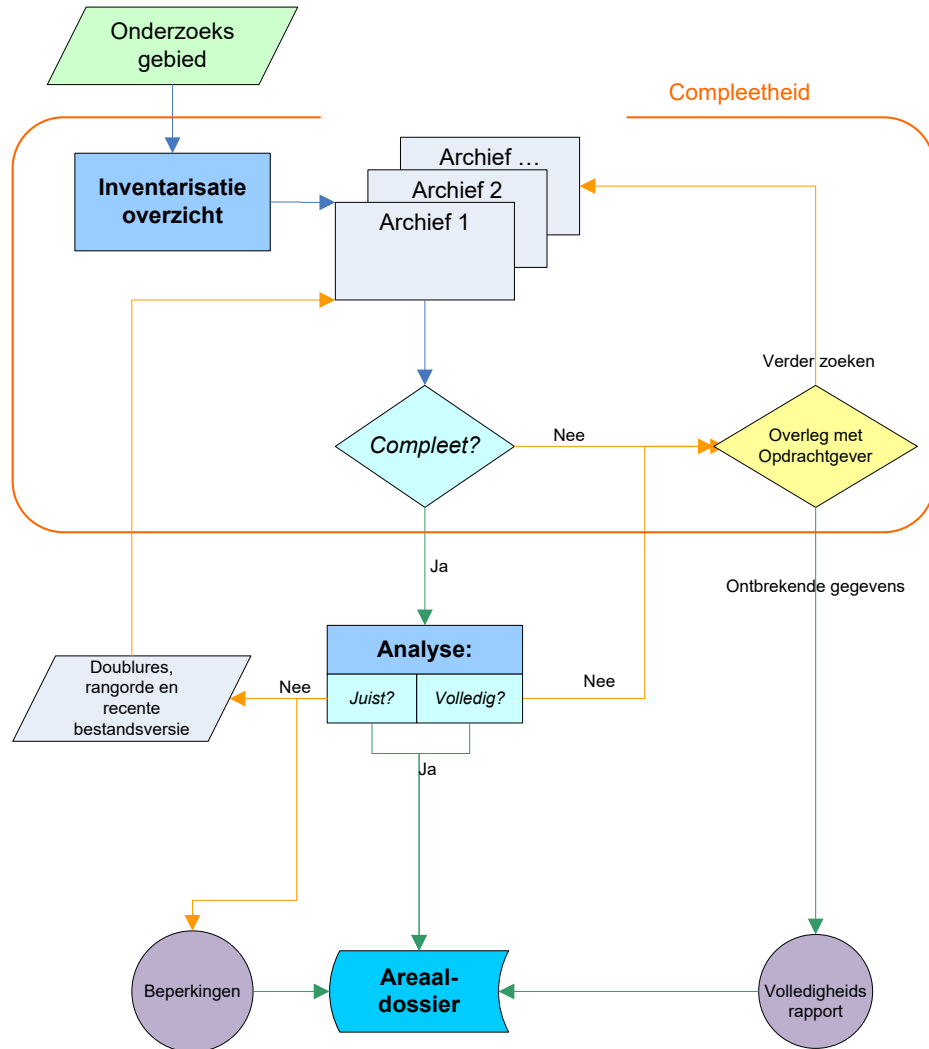 Onderzoeks
gebied
Compleetheid
Archief …
Archief 2
Archief 1
Inventarisatie
overzicht
Verder zoeken
Compleet?
Nee
Overleg met
Opdrachtgever
Ja
Ontbrekende gegevens
Analyse:
Doublures,
rangorde en
recente
bestandsversie
Nee
Juist?
Volledig?
Nee
Ja
Beperkingen
Areaal-
dossier
Volledigheids
rapport